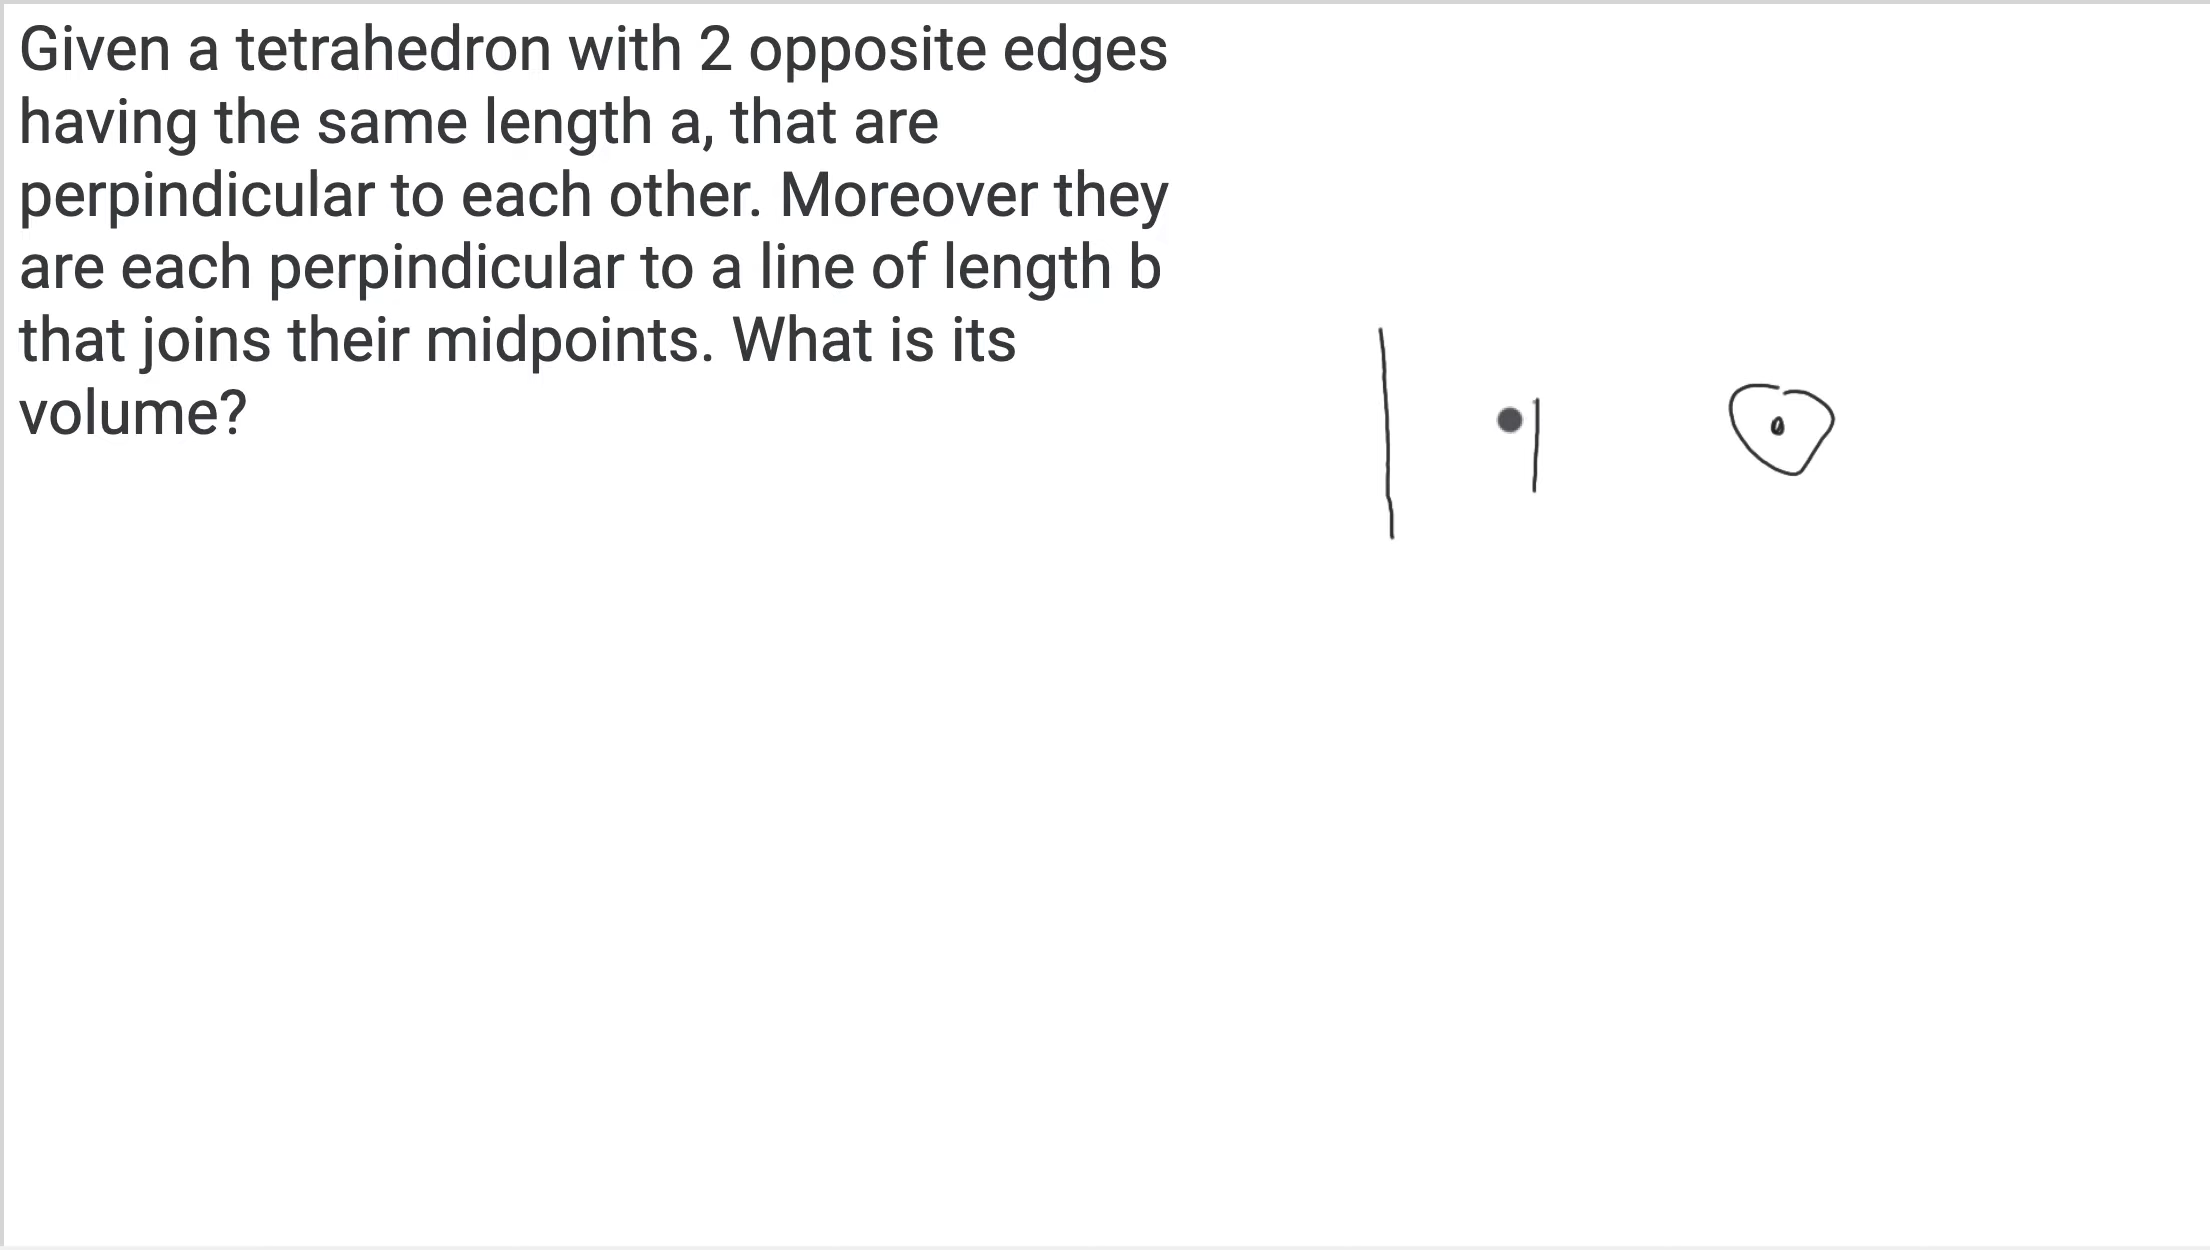 Given a tetrahedron with 2 opposite edges
having the same length a, that are
perpindicular to each other. Moreover they
are each perpindicular to a line of length b
that joins their midpoints. What is its
volume?